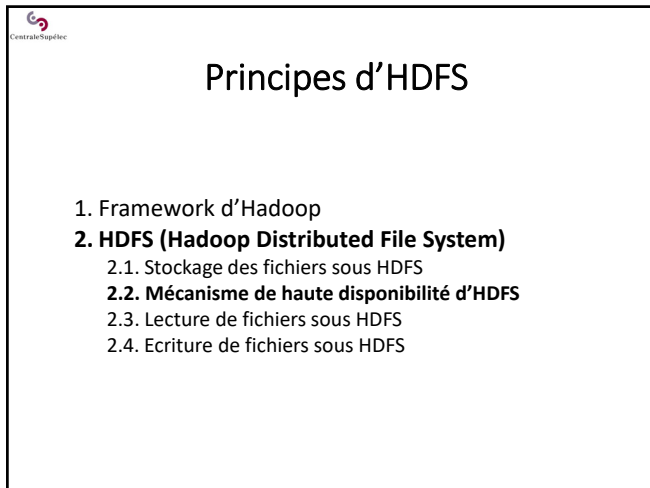 CentraleSupélec
Principes d'HDFS
1. Framework d'Hadoop
2. HDFS (Hadoop Distributed File System)
2.1. Stockage des fichiers sous HDFS
2.2. Mécanisme de haute disponibilité d'HDFS
2.3. Lecture de fichiers sous HDFS
2.4. Ecriture de fichiers sous HDFS